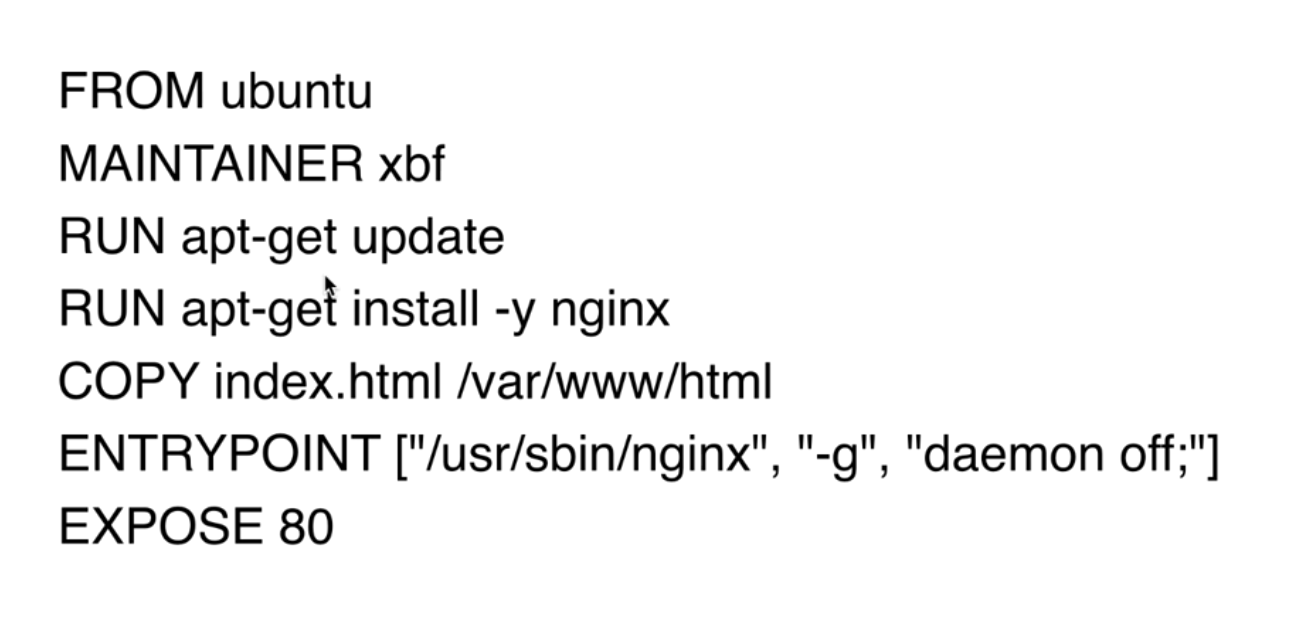 FROM ubuntu
MAINTAINER xbf
RUN apt-get update
RUN apt-get install -y nginx
COPY index.html /var/www/html
ENTRYPOINT ["/usr/sbin/nginx", "-g", "daemon off;"]
EXPOSE 80